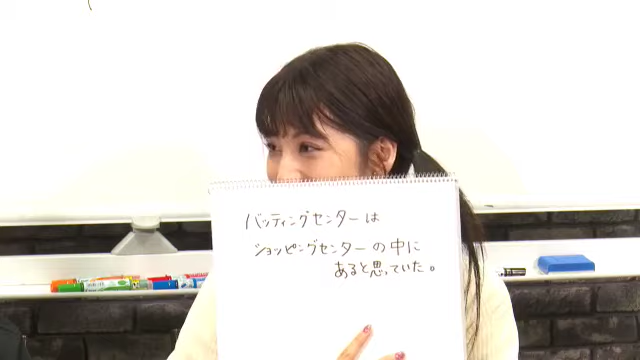 バッティングセンターは
ショッピングセンターの中に
あると思っていた。